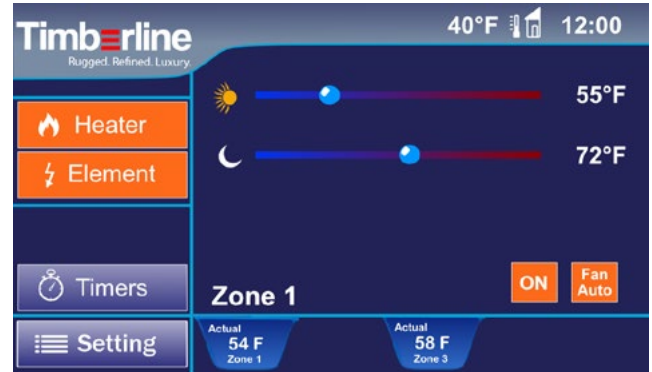 Timberline
Rugged. Refined. Luxury.
40°F 12:00
55°F
Heater
72°F
Element
Timers
Zone 1
ON
Fan
Auto
Setting
Actual
54 F
Zone 1
Actual
58 F
Zone 3